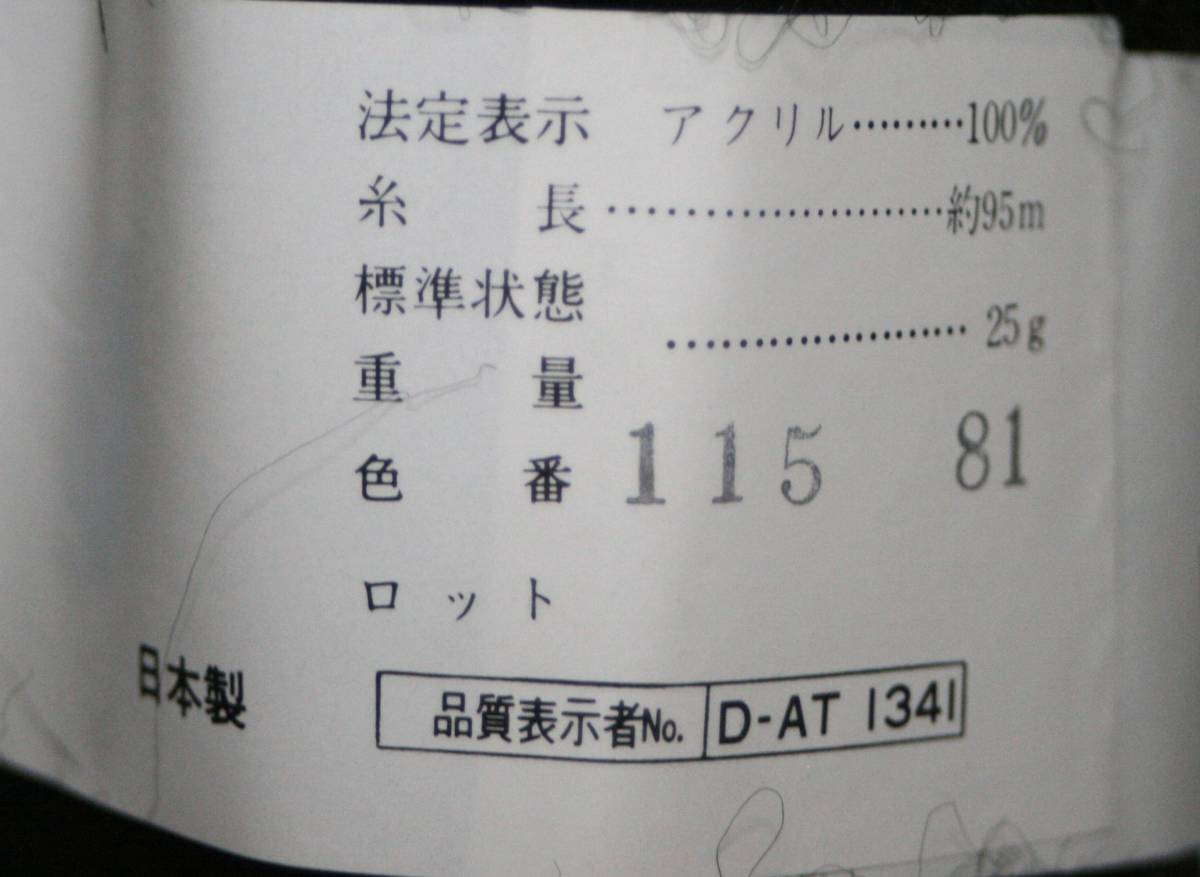 法定表示 アクリル………100%
糸長……………………約95m
標準状態
重量 ………………… 25g
色番 115 81
ロット
日本製
品質表示者No. D-AT 1341